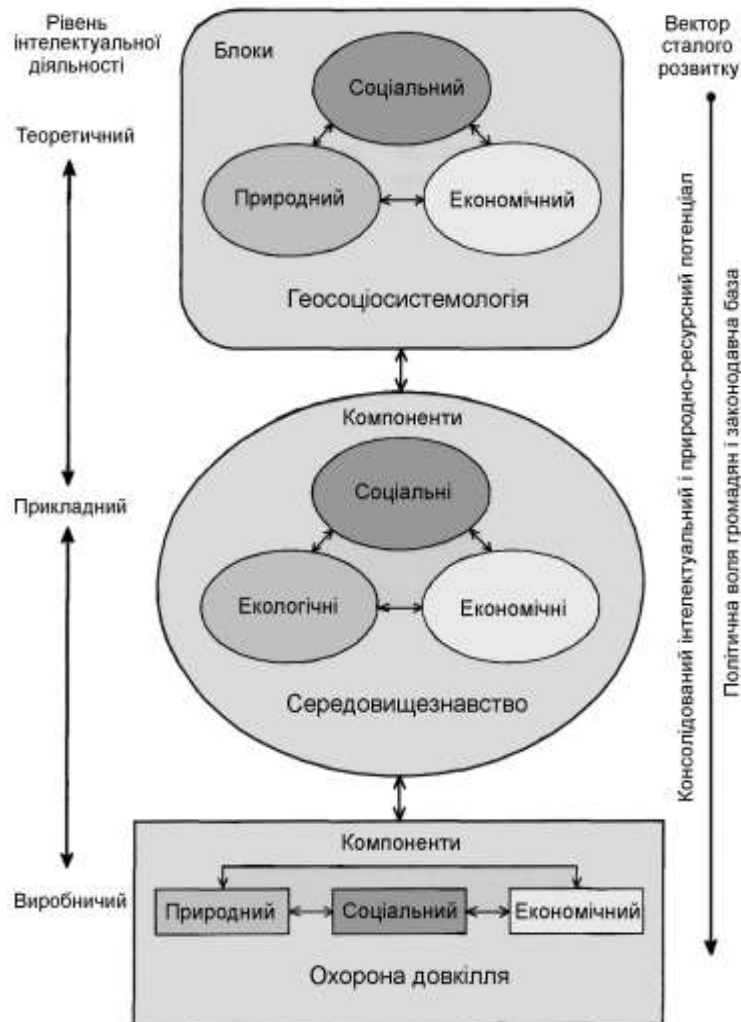 Рівень
інтелектуальної
діяльності
Вектор
сталого
розвитку
Блоки
Соціальний
Теоретичний
Природний
Економічний
Геосоціосистемологія
Компоненти
Соціальні
Прикладний
Екологічні
Економічні
Середовищезнавство
Компоненти
Виробничий
Природний
Соціальний
Економічний
Охорона довкілля
Консолідований інтелектуальний і природно-ресурсний потенціал
Політична воля громадян і законодавча база